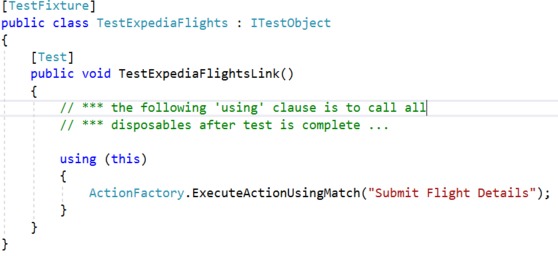 [TestFixture]
public class TestExpediaFlights : ITestObject
{
    [Test]
    public void TestExpediaFlightsLink()
    {
        // *** the following 'using' clause is to call all
        // *** disposables after test is complete ...

        using (this)
        {
            ActionFactory.ExecuteActionUsingMatch("Submit Flight Details");
        }
    }
}